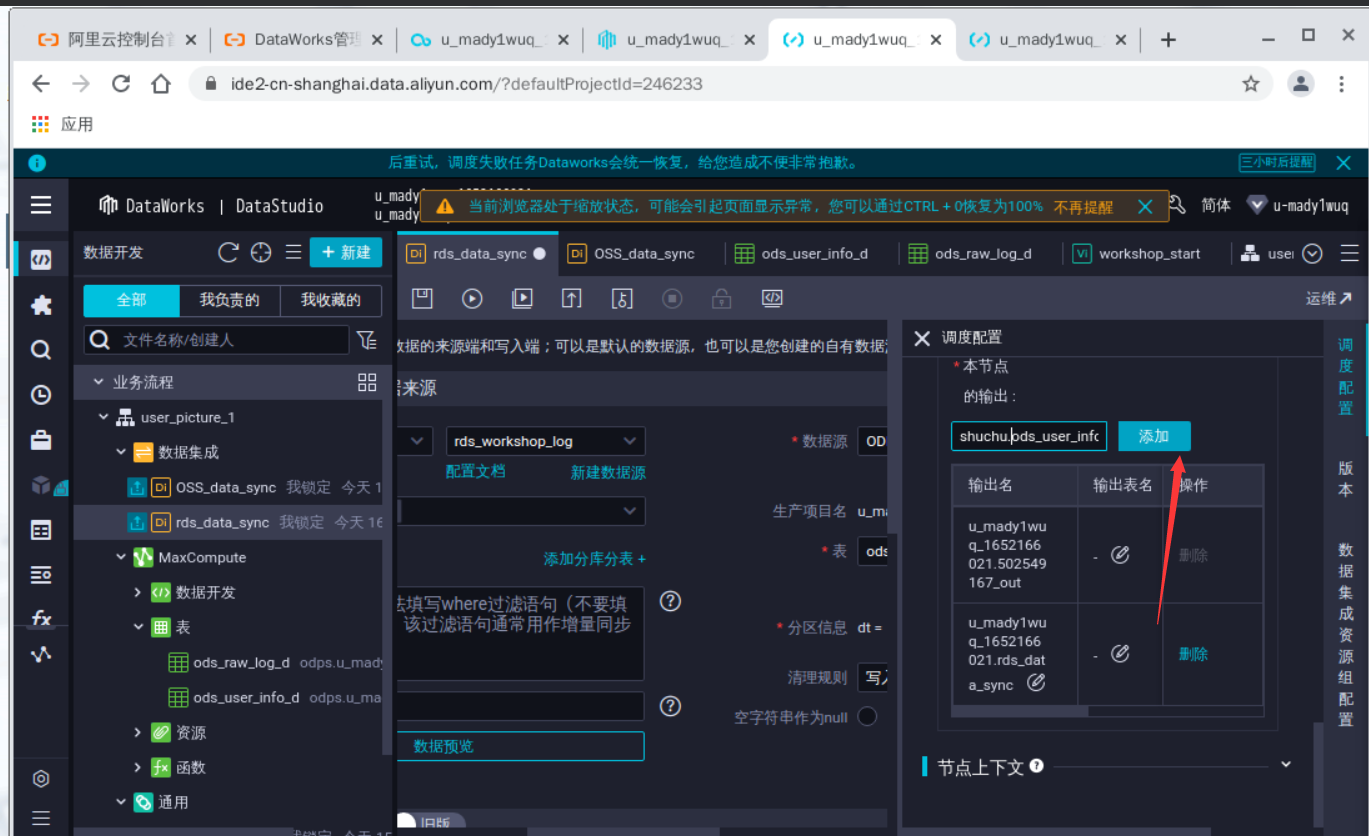 阿里云控制台
DataWorks管理
u_mady1wuq_
u_mady1wuq_
u_mady1wuq_
u_mady1wuq_
ide2-cn-shanghai.data.aliyun.com/?defaultProjectId=246233
应用
后重试，调度失败任务Dataworks会统一恢复，给您造成不便非常抱歉。
三小时后提醒
DataWorks | DataStudio
u_mady
u_mady
当前浏览器处于缩放状态，可能会引起页面显示异常，您可以通过CTRL + 0恢复为100% 不再提醒
简体
u-mady1wuq
数据开发
+ 新建
Di rds_data_sync
Di OSS_data_sync
ods_user_info_d
ods_raw_log_d
Vi workshop_start
user
全部 我负责的 我收藏的
运维
文件名称/创建人
数据的来源端和写入端；可以是默认的数据源，也可以是您创建的自有数据
调度配置
业务流程
来源
*本节点
的输出：
user_picture_1
rds_workshop_log
* 数据源 OD
shuchu.ods_user_info
添加
数据集成
配置文档 新建数据源
Di OSS_data_sync 我锁定 今天 1
输出名 输出表名 操作
Di rds_data_sync 我锁定 今天 16
生产项目名 u_ma
u_mady1wu
q_1652166
021.502549
167_out
-
删除
MaxCompute
添加分库分表 +
* 表 ods
数据开发
法填写where过滤语句（不要填
该过滤语句通常用作增量同步
表
* 分区信息 dt =
u_mady1wu
q_1652166
021.rds_dat
a_sync
-
删除
ods_raw_log_d odps.u_mady
清理规则 写入
ods_user_info_d odps.u_ma
空字符串作为null
资源
数据预览
fx 函数
节点上下文
通用
旧版
调度配置
版本
数据集成资源组配置